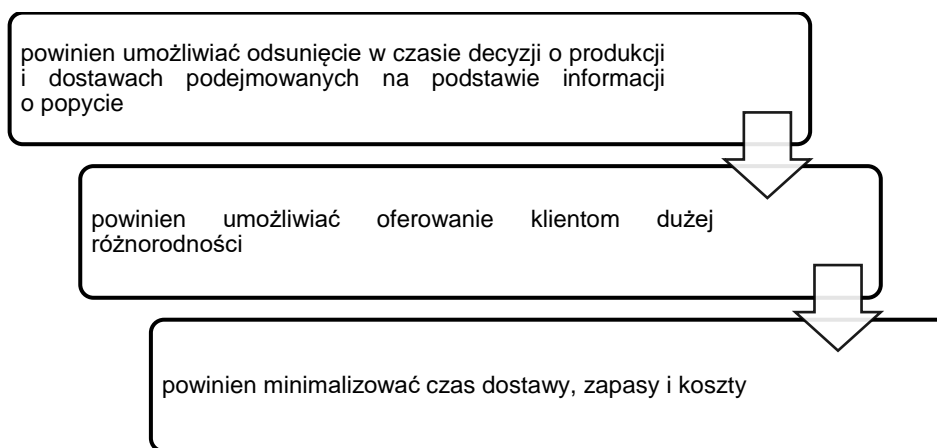 powinien umożliwiać odsunięcie w czasie decyzji o produkcji
i dostawach podejmowanych na podstawie informacji
o popycie
powinien umożliwiać oferowanie klientom dużej
różnorodności
powinien minimalizować czas dostawy, zapasy i koszty